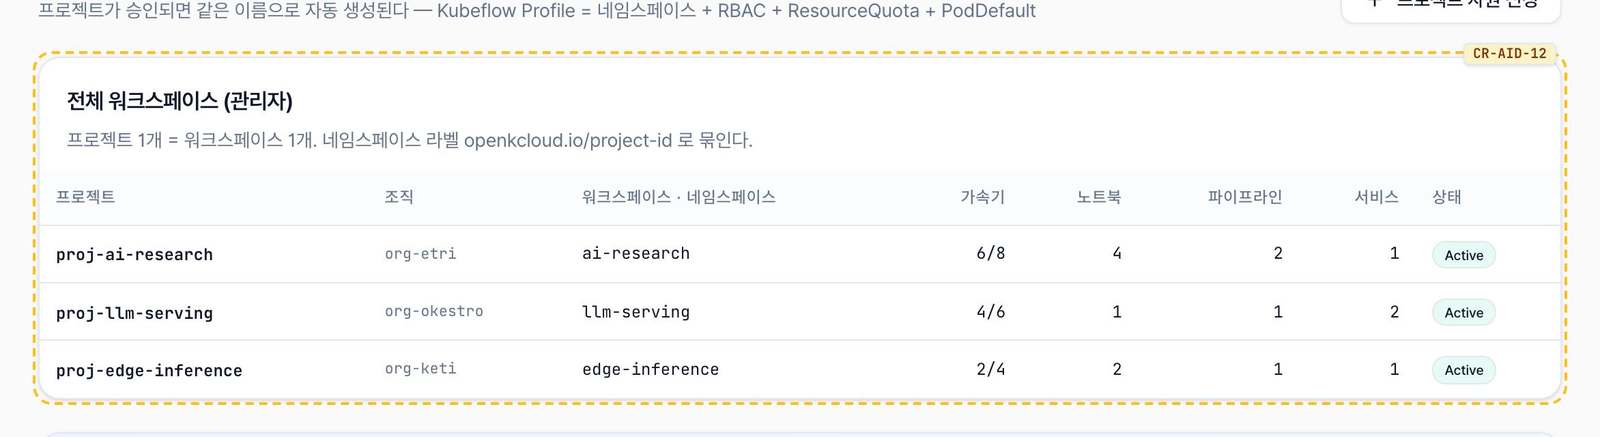 프로젝트가 승인되면 같은 이름으로 자동 생성된다 — Kubeflow Profile = 네임스페이스 + RBAC + ResourceQuota + PodDefault
CR-AID-12
전체 워크스페이스 (관리자)
프로젝트 1개 = 워크스페이스 1개. 네임스페이스 라벨 openkcloud.io/project-id 로 묶인다.
프로젝트 조직 워크스페이스 · 네임스페이스 가속기 노트북 파이프라인 서비스 상태
proj-ai-research org-etri ai-research 6/8 4 2 1 Active
proj-llm-serving org-okestro llm-serving 4/6 1 1 2 Active
proj-edge-inference org-keti edge-inference 2/4 2 1 1 Active